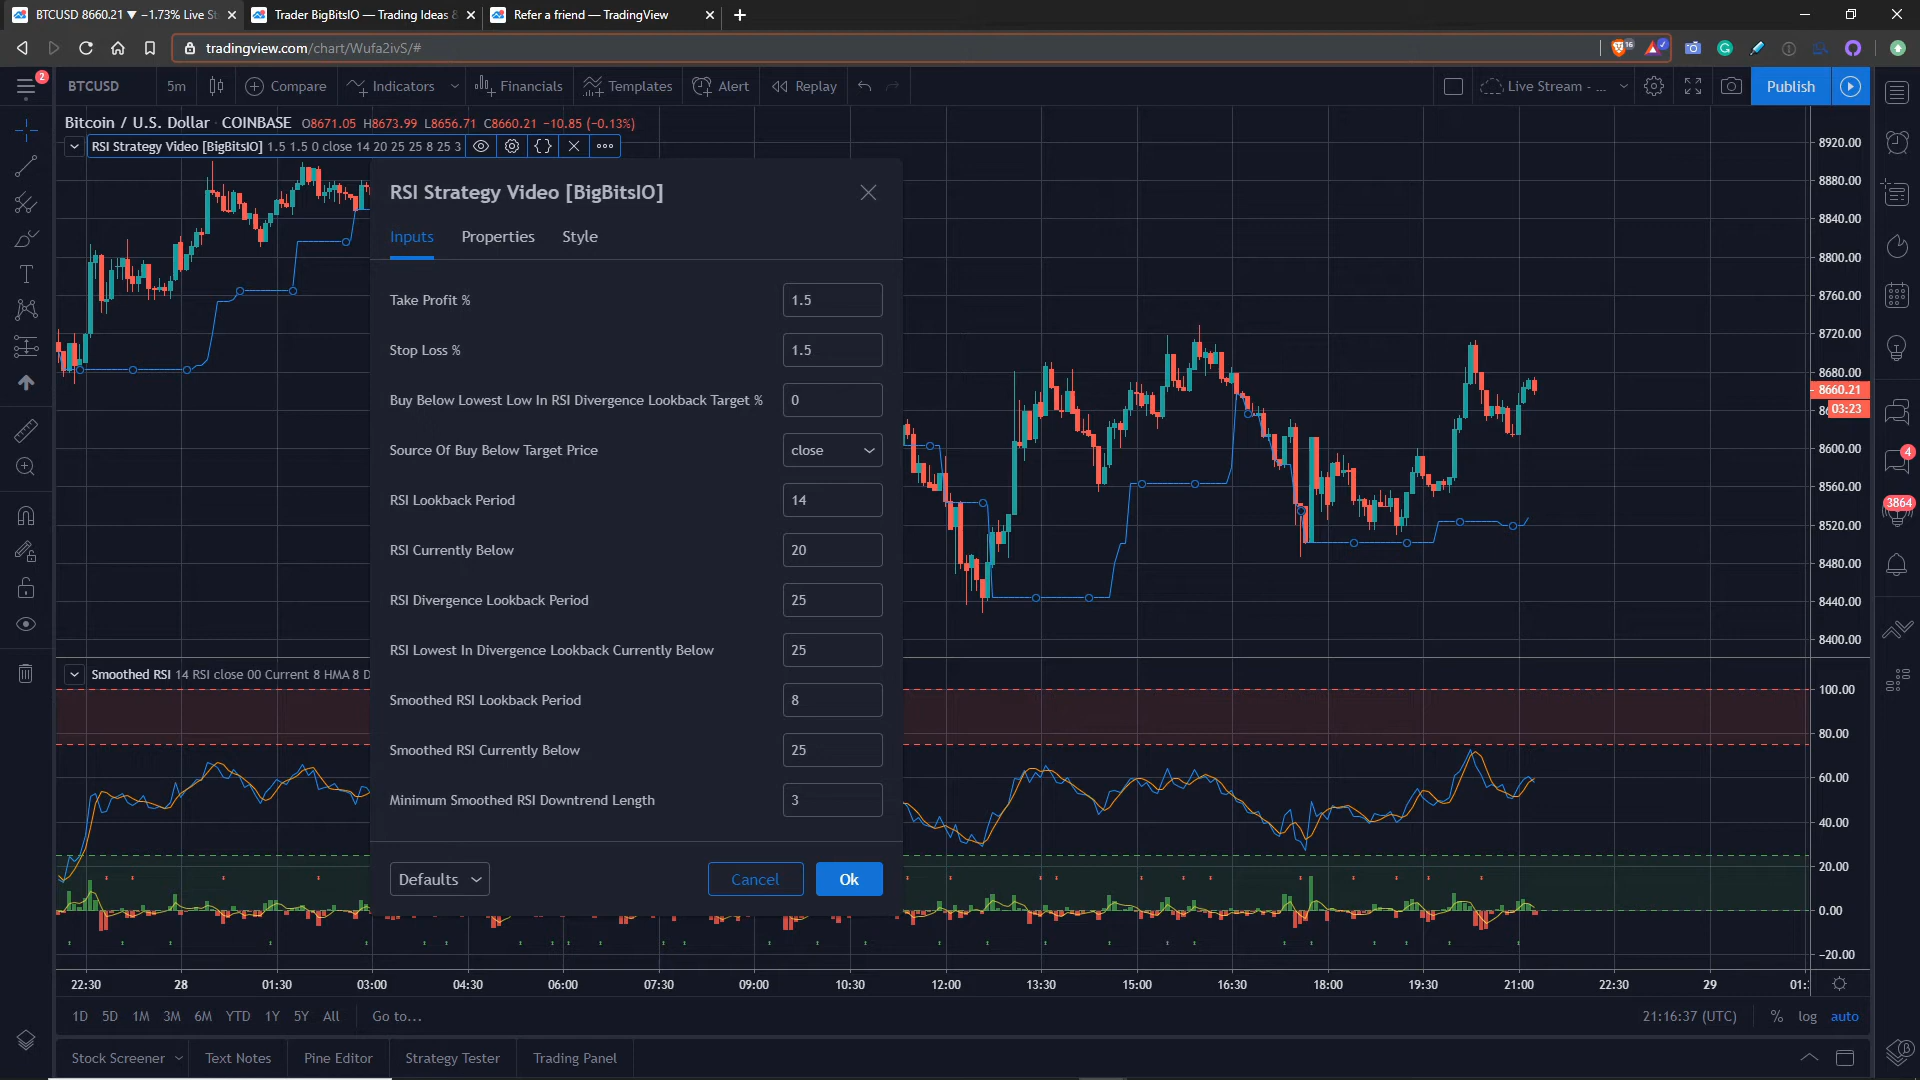 BTCUSD 8660.21 ▼ −1.73% Live St
Trader BigBitsIO — Trading Ideas &
Refer a friend — TradingView
tradingview.com/chart/Wufa2ivS/#
16
2
BTCUSD
5m
Compare
Indicators
Financials
Templates
Alert
Replay
Live Stream - ...
Publish
Bitcoin / U.S. Dollar · COINBASE O8671.05 H8673.99 L8656.71 C8660.21 −10.85 (−0.13%)
RSI Strategy Video [BigBitsIO] 1.5 1.5 0 close 14 20 25 25 8 25 3
RSI Strategy Video [BigBitsIO]
Inputs
Properties
Style
Take Profit % 1.5
Stop Loss % 1.5
Buy Below Lowest Low In RSI Divergence Lookback Target % 0
Source Of Buy Below Target Price close
RSI Lookback Period 14
RSI Currently Below 20
RSI Divergence Lookback Period 25
RSI Lowest In Divergence Lookback Currently Below 25
Smoothed RSI Lookback Period 8
Smoothed RSI Currently Below 25
Minimum Smoothed RSI Downtrend Length 3
Defaults
Cancel
Ok
8920.00
8880.00
8840.00
8800.00
8760.00
8720.00
8680.00
8660.21
03:23
8600.00
8560.00
8520.00
8480.00
8440.00
8400.00
4
3864
Smoothed RSI 14 RSI close 00 Current 8 HMA 8 D
100.00
80.00
60.00
40.00
20.00
0.00
−20.00
22:30
28
01:30
03:00
04:30
06:00
07:30
09:00
10:30
12:00
13:30
15:00
16:30
18:00
19:30
21:00
22:30
29
01:
1D 5D 1M 3M 6M YTD 1Y 5Y All
Go to...
21:16:37 (UTC)
%
log
auto
Stock Screener
Text Notes
Pine Editor
Strategy Tester
Trading Panel